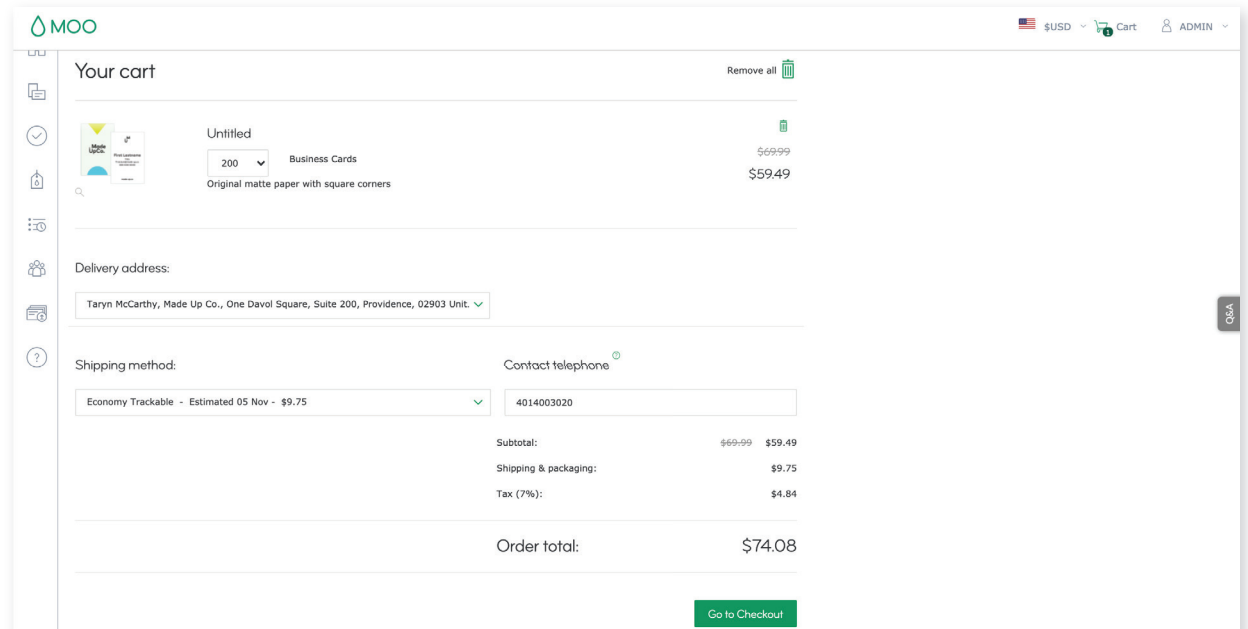 MOO
$USD
1
Cart
ADMIN
Your cart
Remove all
Untitled
$69.99
200
Business Cards
$59.49
Original matte paper with square corners
Made
UpCo.
Delivery address:
Taryn McCarthy, Made Up Co., One Davol Square, Suite 200, Providence, 02903 Unit.
Q&A
Shipping method:
Contact telephone
Economy Trackable - Estimated 05 Nov - $9.75
4014003020
Subtotal: $69.99 $59.49
Shipping & packaging: $9.75
Tax (7%): $4.84
Order total: $74.08
Go to Checkout